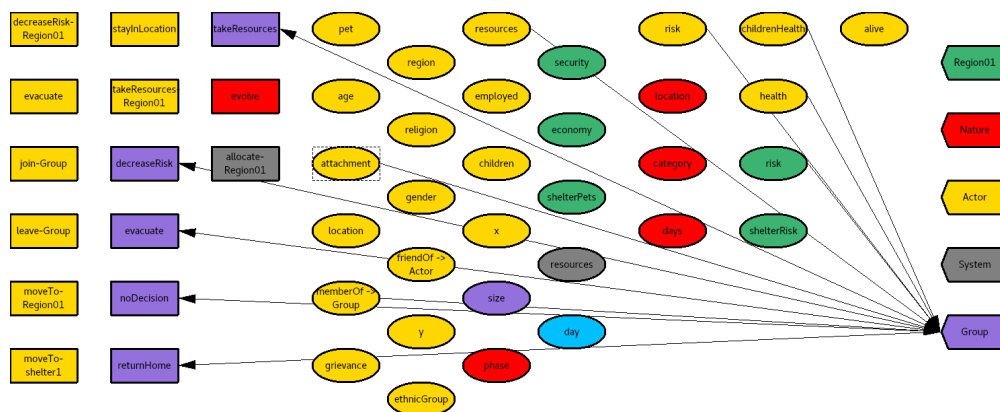 decreaseRisk-
Region01
stayInLocation
takeResources
pet
resources
risk
childrenHealth
alive
region
security
Region01
evacuate
takeResources-
Region01
evolve
age
employed
location
health
religion
economy
Nature
join-Group
decreaseRisk
allocate-
Region01
attachment
children
category
risk
gender
shelterPets
Actor
leave-Group
evacuate
location
x
days
shelterRisk
friendOf ->
Actor
resources
System
moveTo-
Region01
noDecision
memberOf ->
Group
size
y
day
Group
moveTo-
shelter1
returnHome
grievance
phase
ethnicGroup